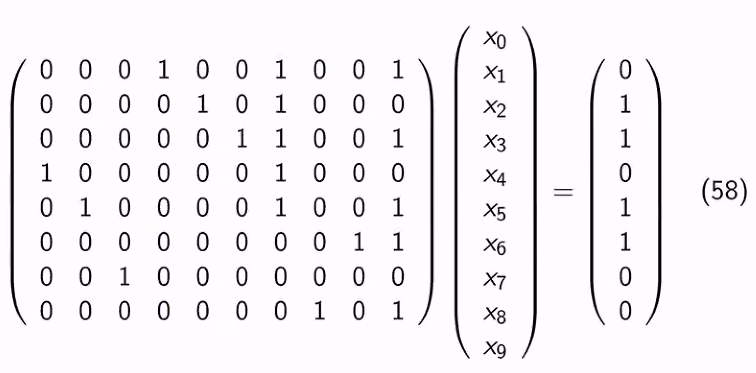 x0
0 0 0 1 0 0 1 0 0 1 x1 0
0 0 0 0 1 0 1 0 0 0 x2 1
0 0 0 0 0 1 1 0 0 1 x3 1
1 0 0 0 0 0 1 0 0 0 x4 0
= (58)
0 1 0 0 0 0 1 0 0 1 x5 1
0 0 0 0 0 0 0 0 1 1 x6 1
0 0 1 0 0 0 0 0 0 0 x7 0
0 0 0 0 0 0 0 1 0 1 x8 0
x9